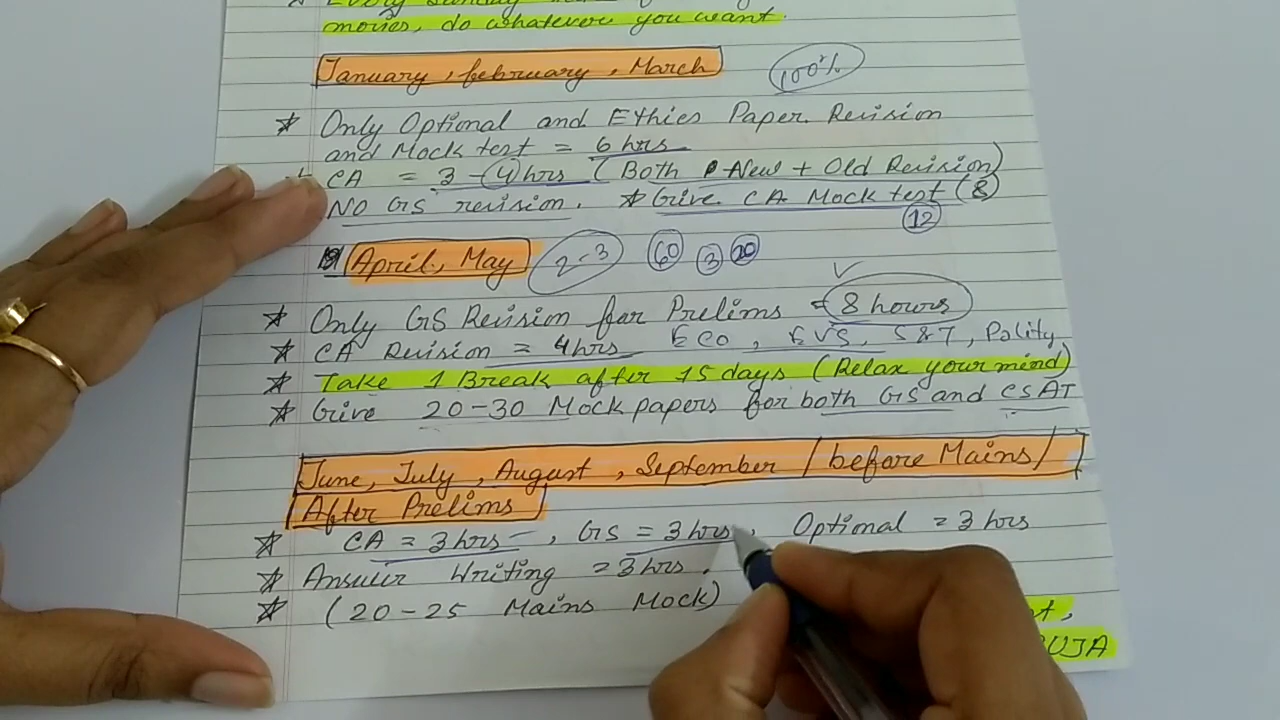 Every Sunday
movies, do whatever you want.
January, february, March 100%
* Only Optional and Ethics Paper Revision
and Mock test = 6 hrs
CA = 3-4 hrs (Both New + Old Revision)
NO GS revision. * Give CA Mock test (8)
12
April, May 2-3 60 3 20
* Only GS Revision for Prelims = 8 hours
* CA Revision = 4 hrs Eco, EVS, S&T, Polity
* Take 1 Break after 15 days (Relax your mind)
* Give 20-30 Mock papers for both GS and CSAT
June, July, August, September / before Mains /
After Prelims
* CA = 3 hrs, GS = 3 hrs, Optional = 3 hrs
* Answer Writing = 3 hrs.
* (20-25 Mains Mock)